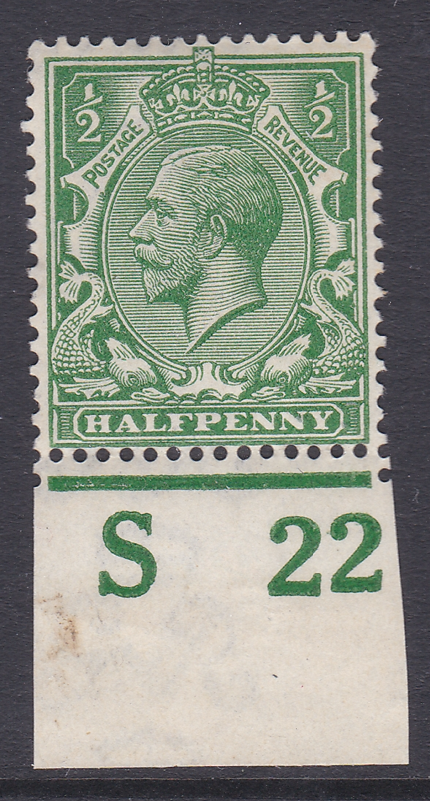 ½ ½
POSTAGE REVENUE
HALFPENNY
S 22